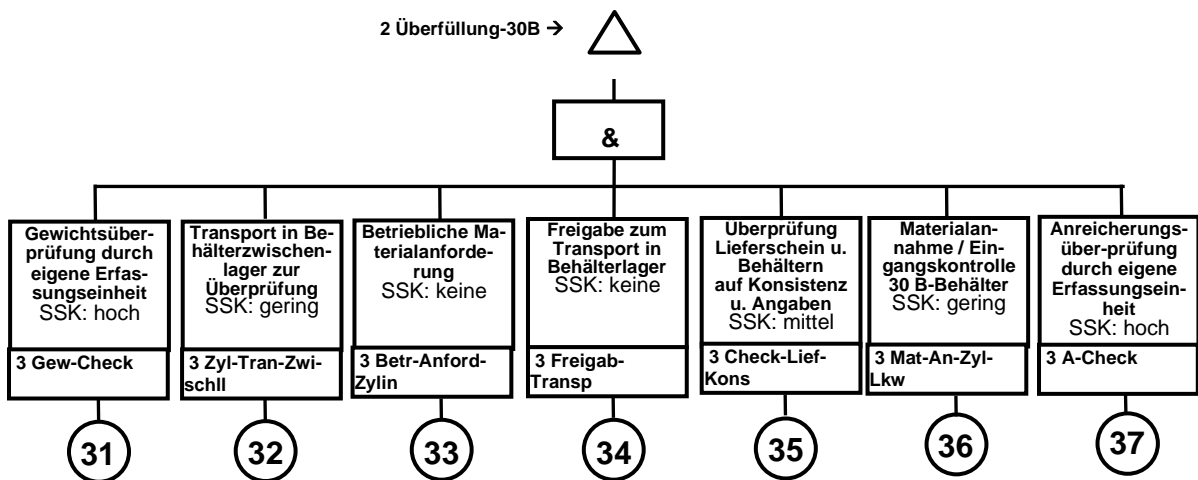 2 Überfüllung-30B →
&
Gewichtsüber-
prüfung durch
eigene Erfas-
sungseinheit
SSK: hoch
3 Gew-Check
31
Transport in Be-
hälterzwischen-
lager zur
Überprüfung
SSK: gering
3 Zyl-Tran-Zwi-
schll
32
Betriebliche Ma-
terialanforde-
rung
SSK: keine
3 Betr-Anford-
Zylin
33
Freigabe zum
Transport in
Behälterlager
SSK: keine
3 Freigab-
Transp
34
Überprüfung
Lieferschein u.
Behältern
auf Konsistenz
u. Angaben
SSK: mittel
3 Check-Lief-
Kons
35
Materialan-
nahme / Ein-
gangskontrolle
30 B-Behälter
SSK: gering
3 Mat-An-Zyl-
Lkw
36
Anreicherungs-
über-prüfung
durch eigene
Erfassungsein-
heit
SSK: hoch
3 A-Check
37